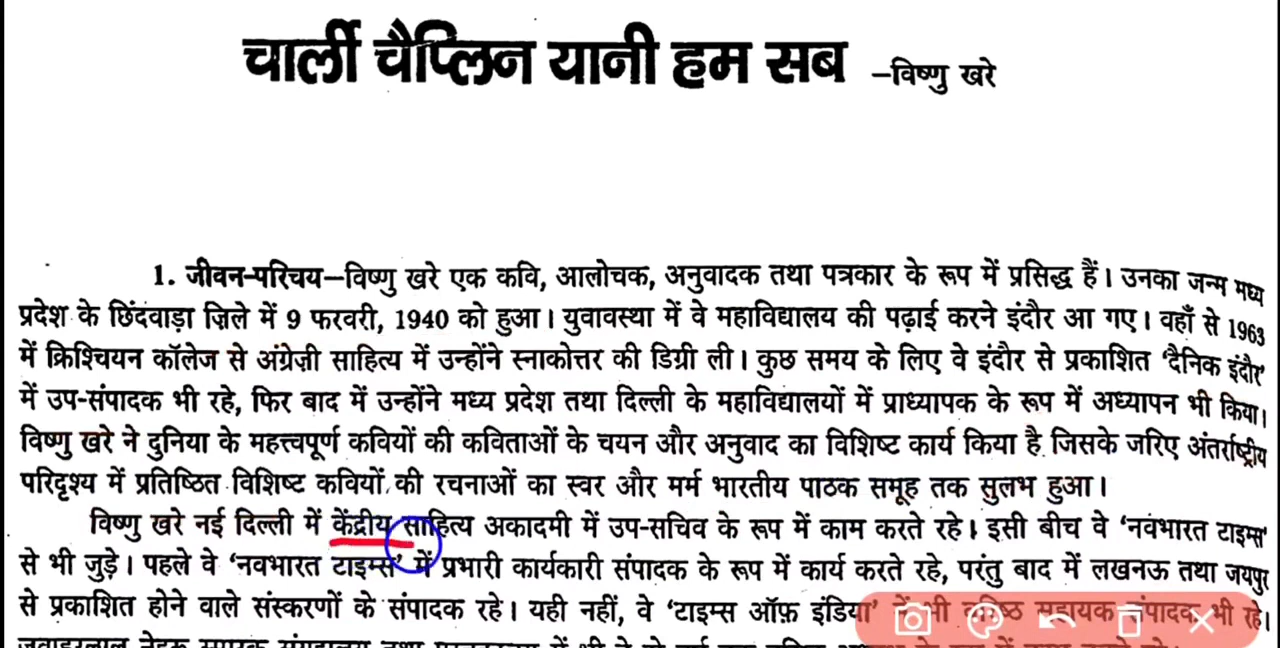 चार्ली चैप्लिन यानी हम सब –विष्णु खरे
1. जीवन-परिचय–विष्णु खरे एक कवि, आलोचक, अनुवादक तथा पत्रकार के रूप में प्रसिद्ध हैं। उनका जन्म मध्य
प्रदेश के छिंदवाड़ा ज़िले में 9 फरवरी, 1940 को हुआ। युवावस्था में वे महाविद्यालय की पढ़ाई करने इंदौर आ गए। वहाँ से 1963
में क्रिश्चियन कॉलेज से अंग्रेज़ी साहित्य में उन्होंने स्नाकोत्तर की डिग्री ली। कुछ समय के लिए वे इंदौर से प्रकाशित ‘दैनिक इंदौर’
में उप-संपादक भी रहे, फिर बाद में उन्होंने मध्य प्रदेश तथा दिल्ली के महाविद्यालयों में प्राध्यापक के रूप में अध्यापन भी किया।
विष्णु खरे ने दुनिया के महत्त्वपूर्ण कवियों की कविताओं के चयन और अनुवाद का विशिष्ट कार्य किया है जिसके जरिए अंतर्राष्ट्रीय
परिदृश्य में प्रतिष्ठित विशिष्ट कवियों की रचनाओं का स्वर और मर्म भारतीय पाठक समूह तक सुलभ हुआ।
विष्णु खरे नई दिल्ली में केंद्रीय साहित्य अकादमी में उप-सचिव के रूप में काम करते रहे। इसी बीच वे ‘नवभारत टाइम्स’
से भी जुड़े। पहले वे ‘नवभारत टाइम्स’ में प्रभारी कार्यकारी संपादक के रूप में कार्य करते रहे, परंतु बाद में लखनऊ तथा जयपुर
से प्रकाशित होने वाले संस्करणों के संपादक रहे। यही नहीं, वे ‘टाइम्स ऑफ़ इंडिया’ में भी वरिष्ठ सहायक संपादक भी रहे।